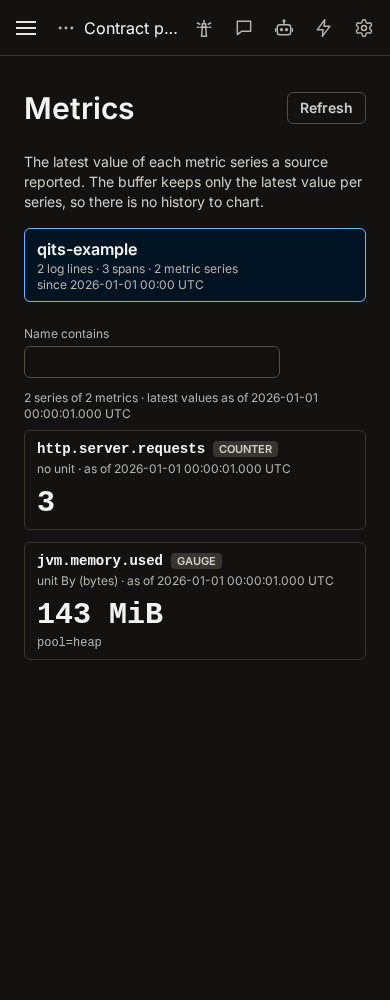 Contract p...
Metrics
Refresh
The latest value of each metric series a source
reported. The buffer keeps only the latest value per
series, so there is no history to chart.
qits-example
2 log lines · 3 spans · 2 metric series
since 2026-01-01 00:00 UTC
Name contains
2 series of 2 metrics · latest values as of 2026-01-01
00:00:01.000 UTC
http.server.requests COUNTER
no unit · as of 2026-01-01 00:00:01.000 UTC
3
jvm.memory.used GAUGE
unit By (bytes) · as of 2026-01-01 00:00:01.000 UTC
143 MiB
pool=heap